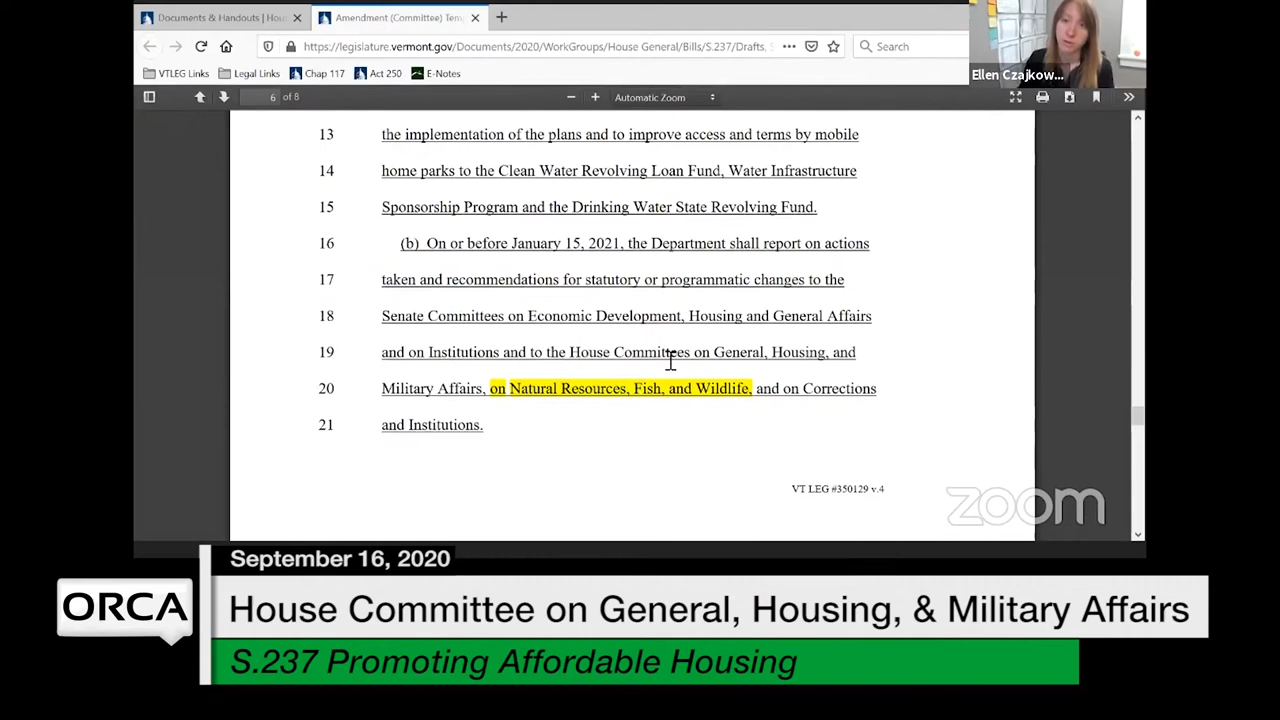 Documents & Handouts | Hou
Amendment (Committee) Tem
https://legislature.vermont.gov/Documents/2020/WorkGroups/House General/Bills/S.237/Drafts,
Search
Ellen Czajkow...
VTLEG Links
Legal Links
Chap 117
Act 250
E-Notes
6 of 8
Automatic Zoom
13 the implementation of the plans and to improve access and terms by mobile
14 home parks to the Clean Water Revolving Loan Fund, Water Infrastructure
15 Sponsorship Program and the Drinking Water State Revolving Fund.
16 (b) On or before January 15, 2021, the Department shall report on actions
17 taken and recommendations for statutory or programmatic changes to the
18 Senate Committees on Economic Development, Housing and General Affairs
19 and on Institutions and to the House Committees on General, Housing, and
20 Military Affairs, on Natural Resources, Fish, and Wildlife, and on Corrections
21 and Institutions.
VT LEG #350129 v.4
zoom
September 16, 2020
ORCA
House Committee on General, Housing, & Military Affairs
S.237 Promoting Affordable Housing